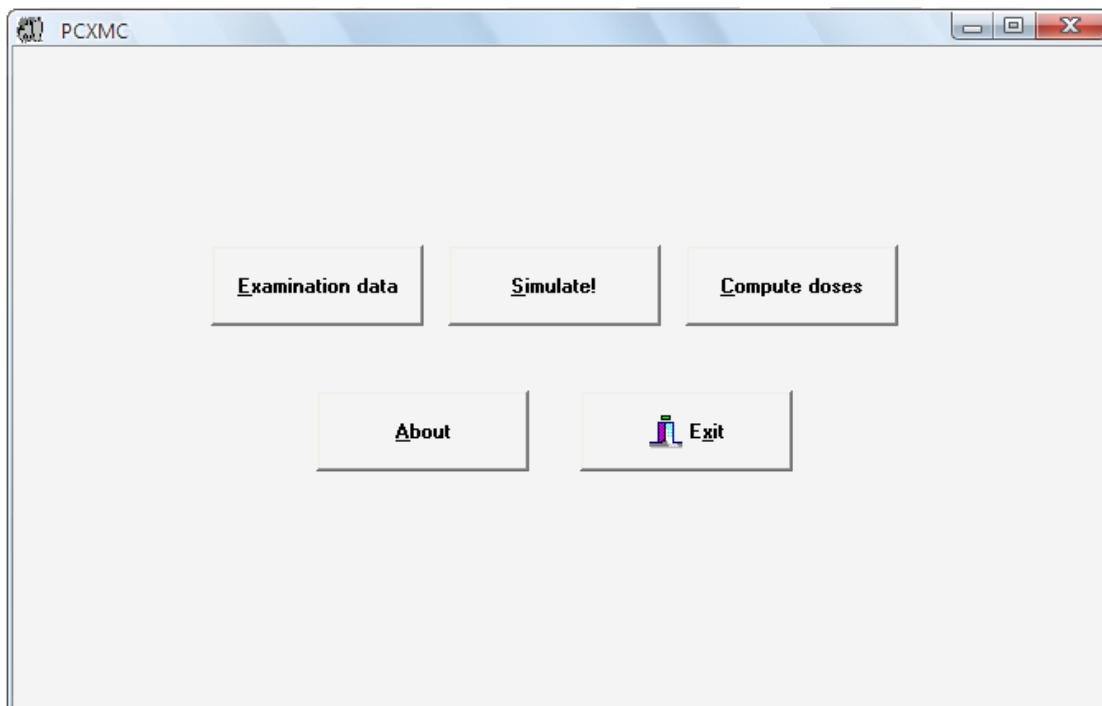 PCXMC
Examination data
Simulate!
Compute doses
About
Exit